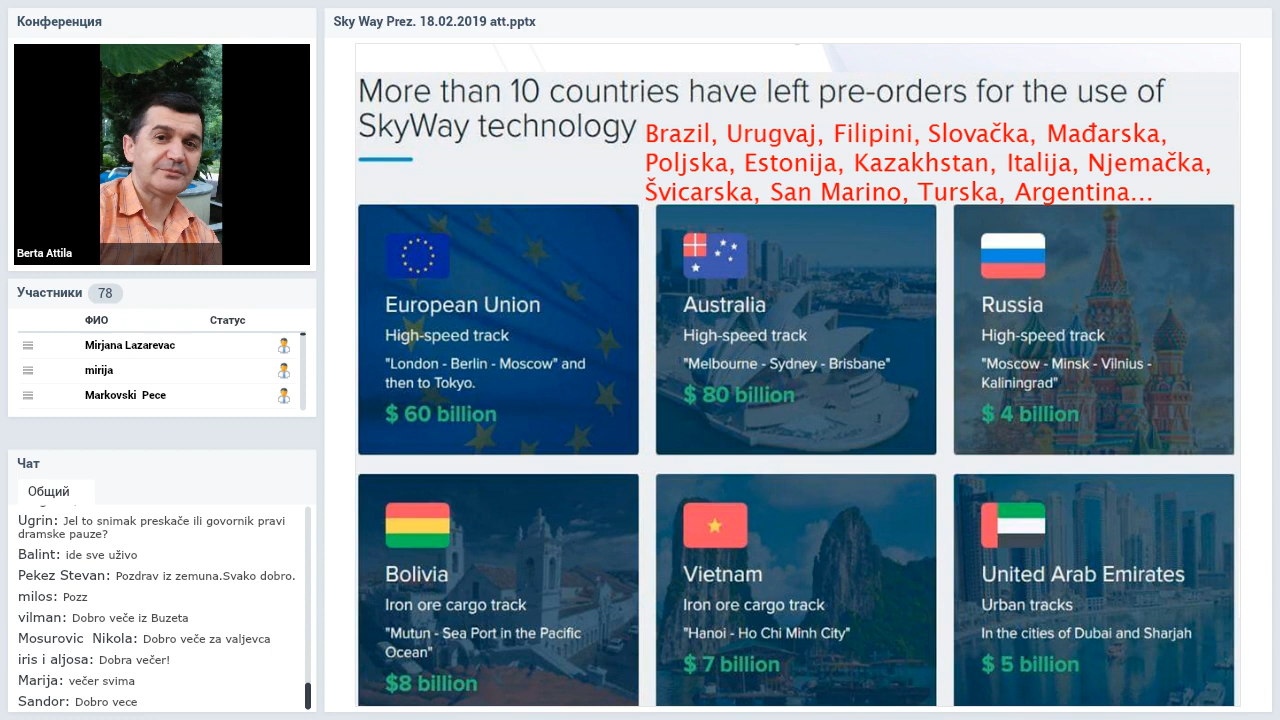 Конференция
Berta Attila
Участники 78
ФИО Статус
Mirjana Lazarevac
mirija
Markovski Pece
Чат
Общий
Ugrin: Jel to snimak preskače ili govornik pravi
dramske pauze?
Balint: ide sve uživo
Pekez Stevan: Pozdrav iz zemuna.Svako dobro.
milos: Pozz
vilman: Dobro veče iz Buzeta
Mosurovic Nikola: Dobro veče za valjevca
iris i aljosa: Dobra večer!
Marija: večer svima
Sandor: Dobro vece
Sky Way Prez. 18.02.2019 att.pptx
More than 10 countries have left pre-orders for the use of
SkyWay technology
Brazil, Urugvaj, Filipini, Slovačka, Mađarska,
Poljska, Estonija, Kazakhstan, Italija, Njemačka,
Švicarska, San Marino, Turska, Argentina...
European Union
High-speed track
"London - Berlin - Moscow" and
then to Tokyo.
$ 60 billion
Australia
High-speed track
"Melbourne - Sydney - Brisbane"
$ 80 billion
Russia
High-speed track
"Moscow - Minsk - Vilnius -
Kaliningrad"
$ 4 billion
Bolivia
Iron ore cargo track
"Mutun - Sea Port in the Pacific
Ocean"
$8 billion
Vietnam
Iron ore cargo track
"Hanoi - Ho Chi Minh City"
$ 7 billion
United Arab Emirates
Urban tracks
In the cities of Dubai and Sharjah
$ 5 billion